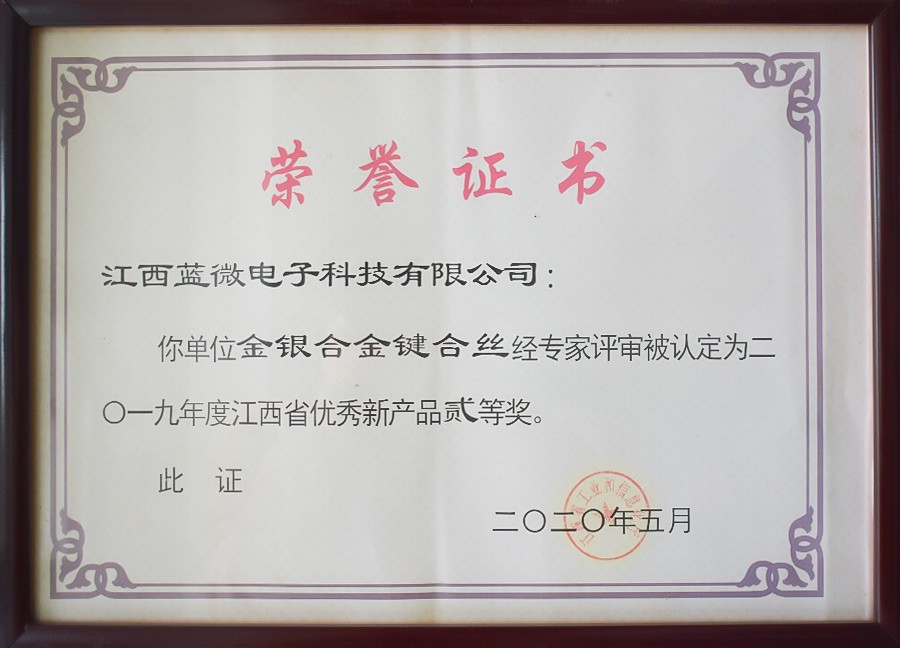 荣誉证书
江西蓝微电子科技有限公司：
你单位金银合金键合丝经专家评审被认定为二
〇一九年度江西省优秀新产品贰等奖。
此 证
二〇二〇年五月